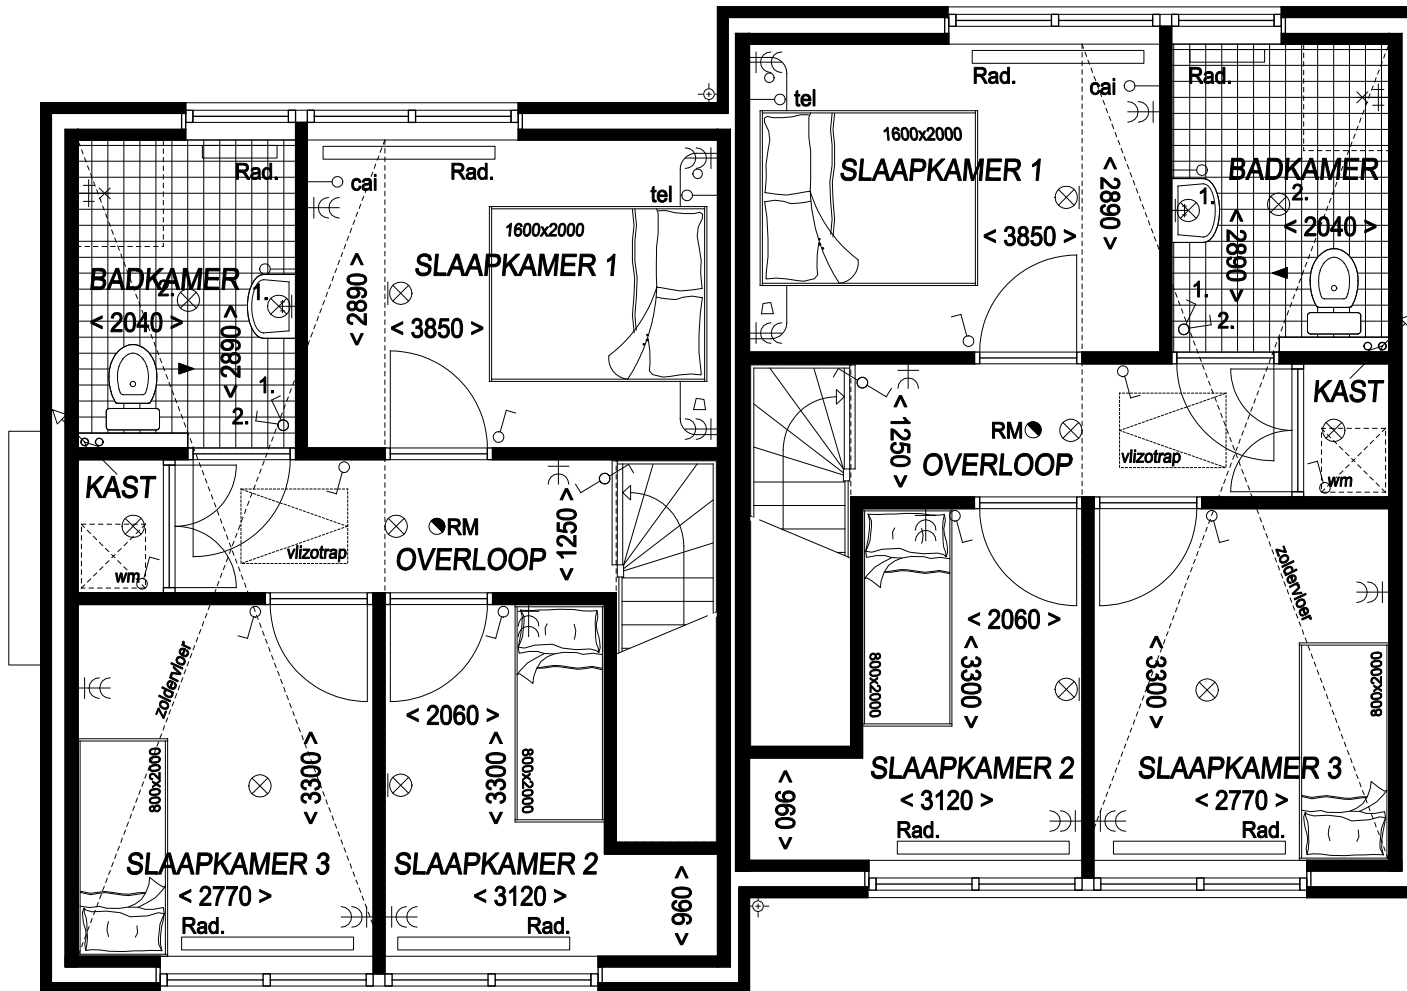 Rad.
cai
Rad.
tel
1600x2000
SLAAPKAMER 1
< 2890 >
BADKAMER
1.
2.
< 2040 >
< 3850 >
< 2890 >
1.
2.
Rad.
cai
Rad.
tel
1600x2000
SLAAPKAMER 1
BADKAMER
2.
1.
< 2040 >
< 2890 >
< 2890 >
< 3850 >
1.
2.
KAST
< 1250 >
RM
OVERLOOP
vlizotrap
wm
KAST
RM
vlizotrap
OVERLOOP
< 1250 >
wm
zoldervloer
< 2060 >
800x2000
< 3300 >
< 3300 >
800x2000
SLAAPKAMER 2
SLAAPKAMER 3
< 960 >
< 3120 >
< 2770 >
Rad.
Rad.
zoldervloer
< 2060 >
800x2000
< 3300 >
< 3300 >
800x2000
SLAAPKAMER 3
SLAAPKAMER 2
< 2770 >
< 3120 >
< 960 >
Rad.
Rad.